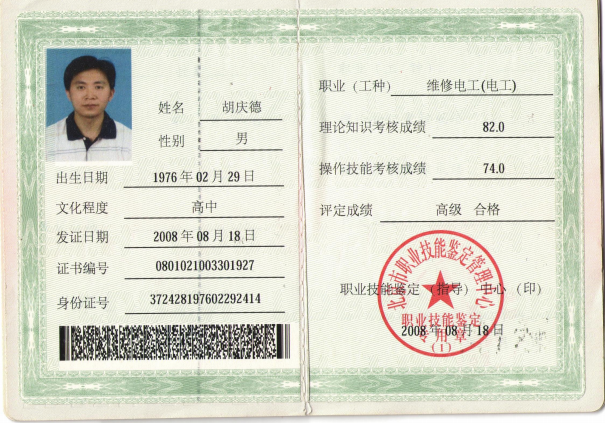 姓名 胡庆德
性别 男
出生日期 1976 年 02 月 29 日
文化程度 高中
发证日期 2008 年 08 月 18 日
证书编号 0801021003301927
身份证号 372428197602292414
职业（工种） 维修电工(电工)
理论知识考核成绩 82.0
操作技能考核成绩 74.0
评定成绩 高级 合格
职业技能鉴定（指导）中心（印）
2008 年 08 月 18 日
北京市职业技能鉴定管理中心
职业技能鉴定
专用章
(1)